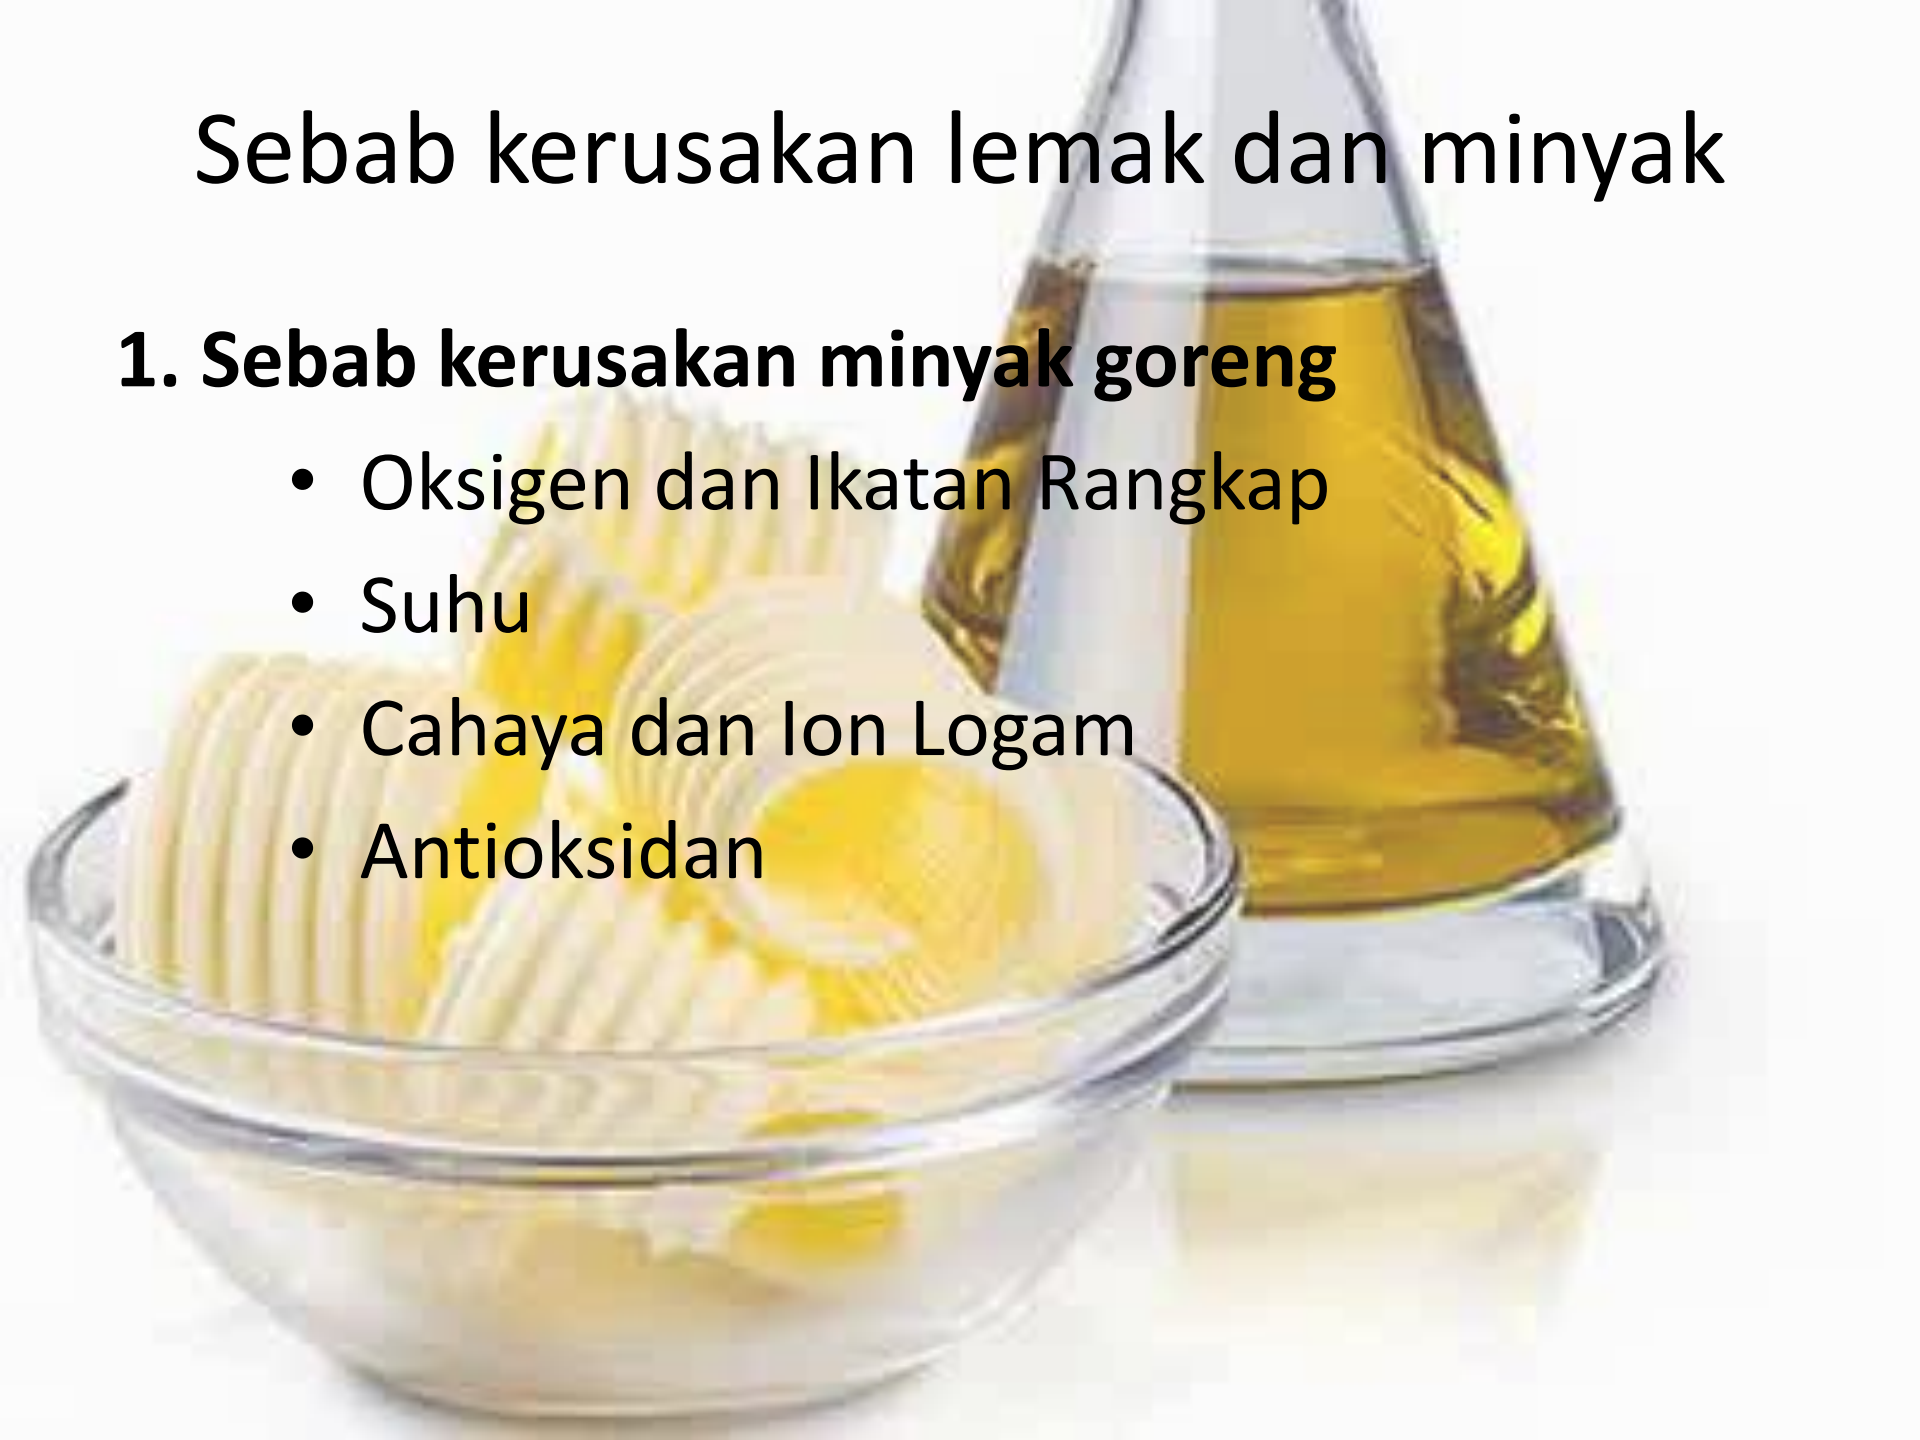 Sebab kerusakan lemak dan minyak
1. Sebab kerusakan minyak goreng
• Oksigen dan Ikatan Rangkap
• Suhu
• Cahaya dan Ion Logam
• Antioksidan